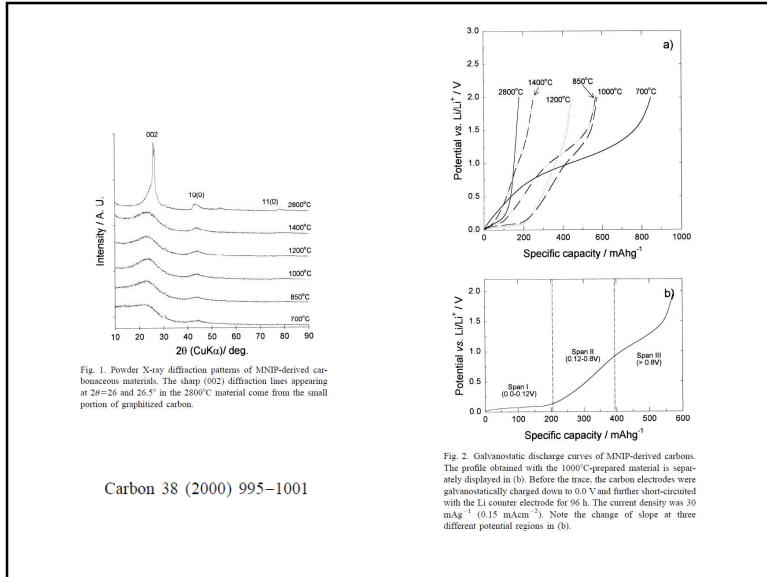 002
10(0)
11(0)
2800°C
1400°C
1200°C
1000°C
850°C
700°C
Intensity / A. U.
10 20 30 40 50 60 70 80 90
2θ (CuKα)/ deg.
Fig. 1. Powder X-ray diffraction patterns of MNIP-derived car-
bonaceous materials. The sharp (002) diffraction lines appearing
at 2θ=26 and 26.5° in the 2800°C material come from the small
portion of graphitized carbon.
Carbon 38 (2000) 995–1001
a)
3.0
2.5
2.0
1.5
1.0
0.5
0.0
Potential vs. Li/Li+ / V
2800°C
1400°C
1200°C
850°C
1000°C
700°C
0 200 400 600 800 1000
Specific capacity / mAhg-1
b)
2.0
1.5
1.0
0.5
0.0
Potential vs. Li/Li+ / V
Span I
(0.0-0.12V)
Span II
(0.12-0.8V)
Span III
(> 0.8V)
0 100 200 300 400 500 600
Specific capacity / mAhg-1
Fig. 2. Galvanostatic discharge curves of MNIP-derived carbons.
The profile obtained with the 1000°C-prepared material is separ-
ately displayed in (b). Before the trace, the carbon electrodes were
galvanostatically charged down to 0.0 V and further short-circuited
with the Li counter electrode for 96 h. The current density was 30
mAg−1 (0.15 mAcm−2). Note the change of slope at three
different potential regions in (b).